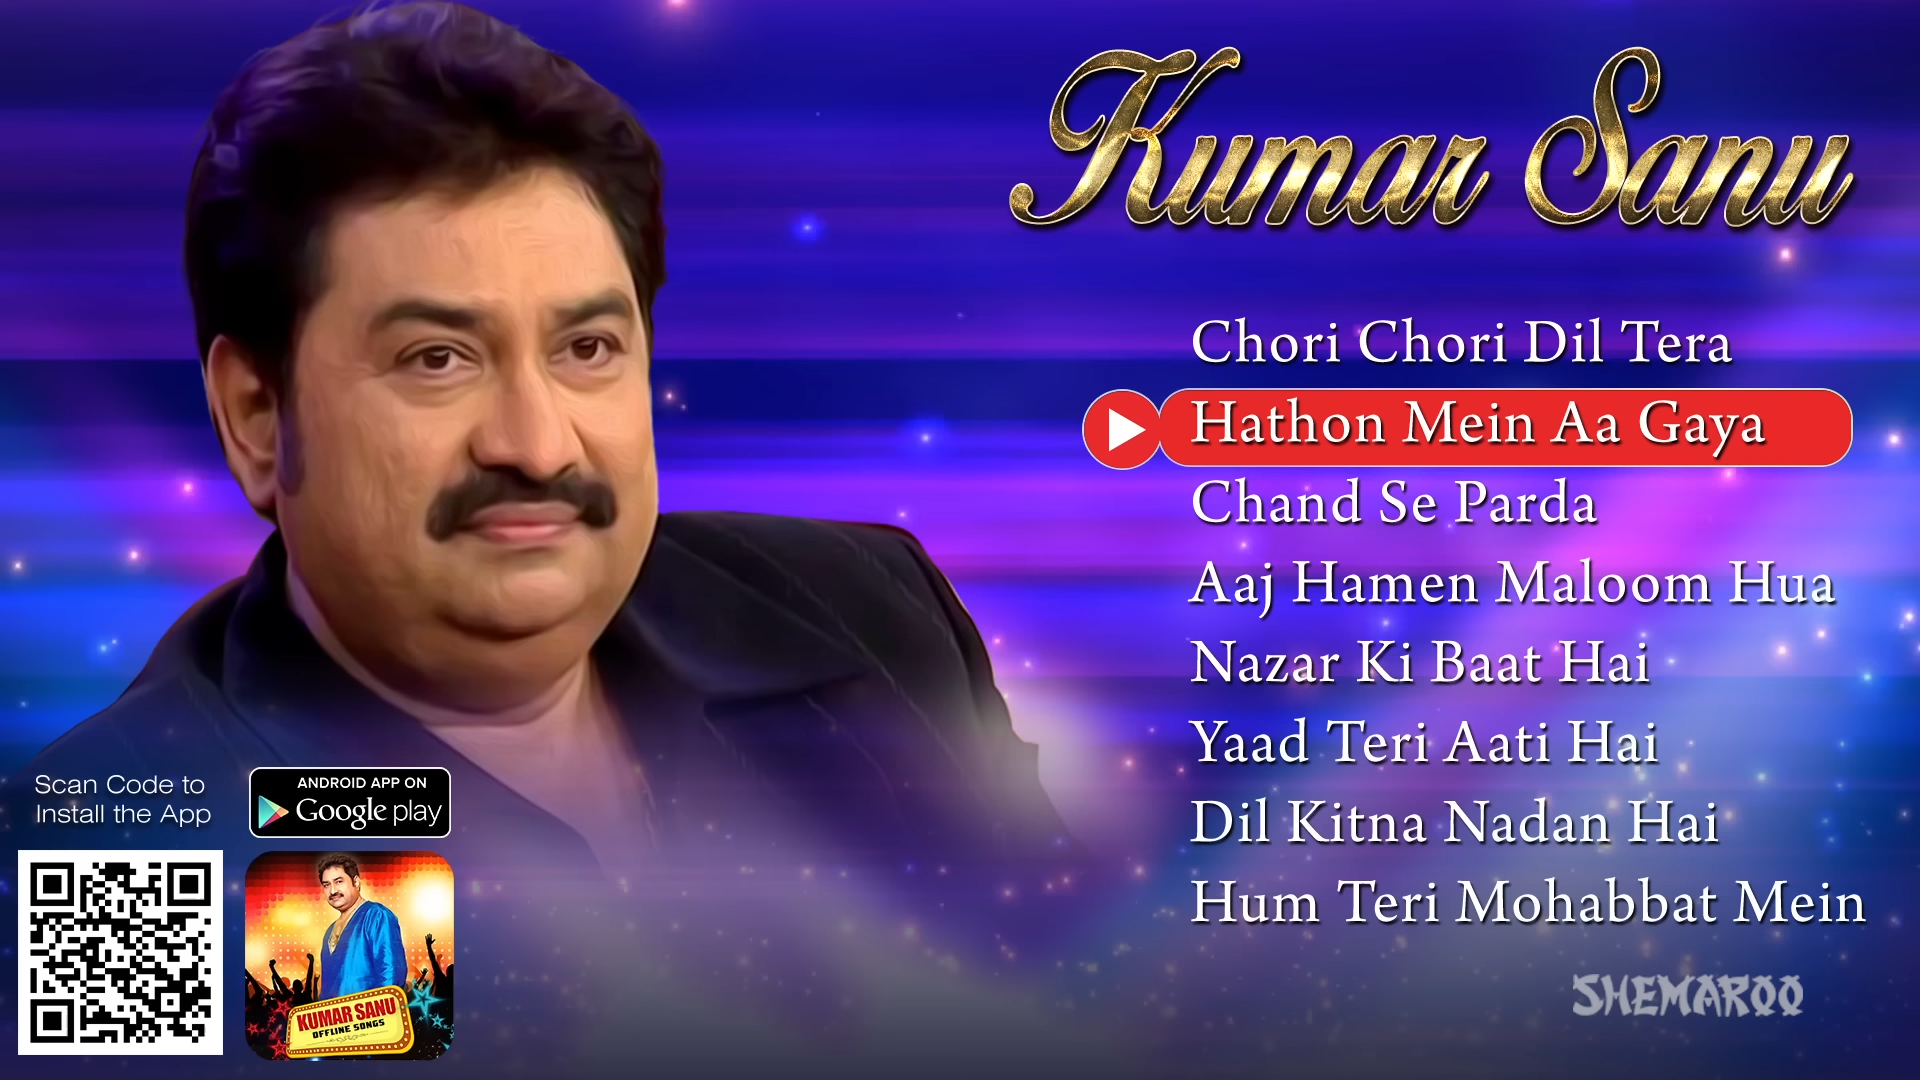 Kumar Sanu
Chori Chori Dil Tera
Hathon Mein Aa Gaya
Chand Se Parda
Aaj Hamen Maloom Hua
Nazar Ki Baat Hai
Yaad Teri Aati Hai
Dil Kitna Nadan Hai
Hum Teri Mohabbat Mein
Scan Code to
Install the App
ANDROID APP ON
Google play
KUMAR SANU
OFFLINE SONGS
SHEMAROO